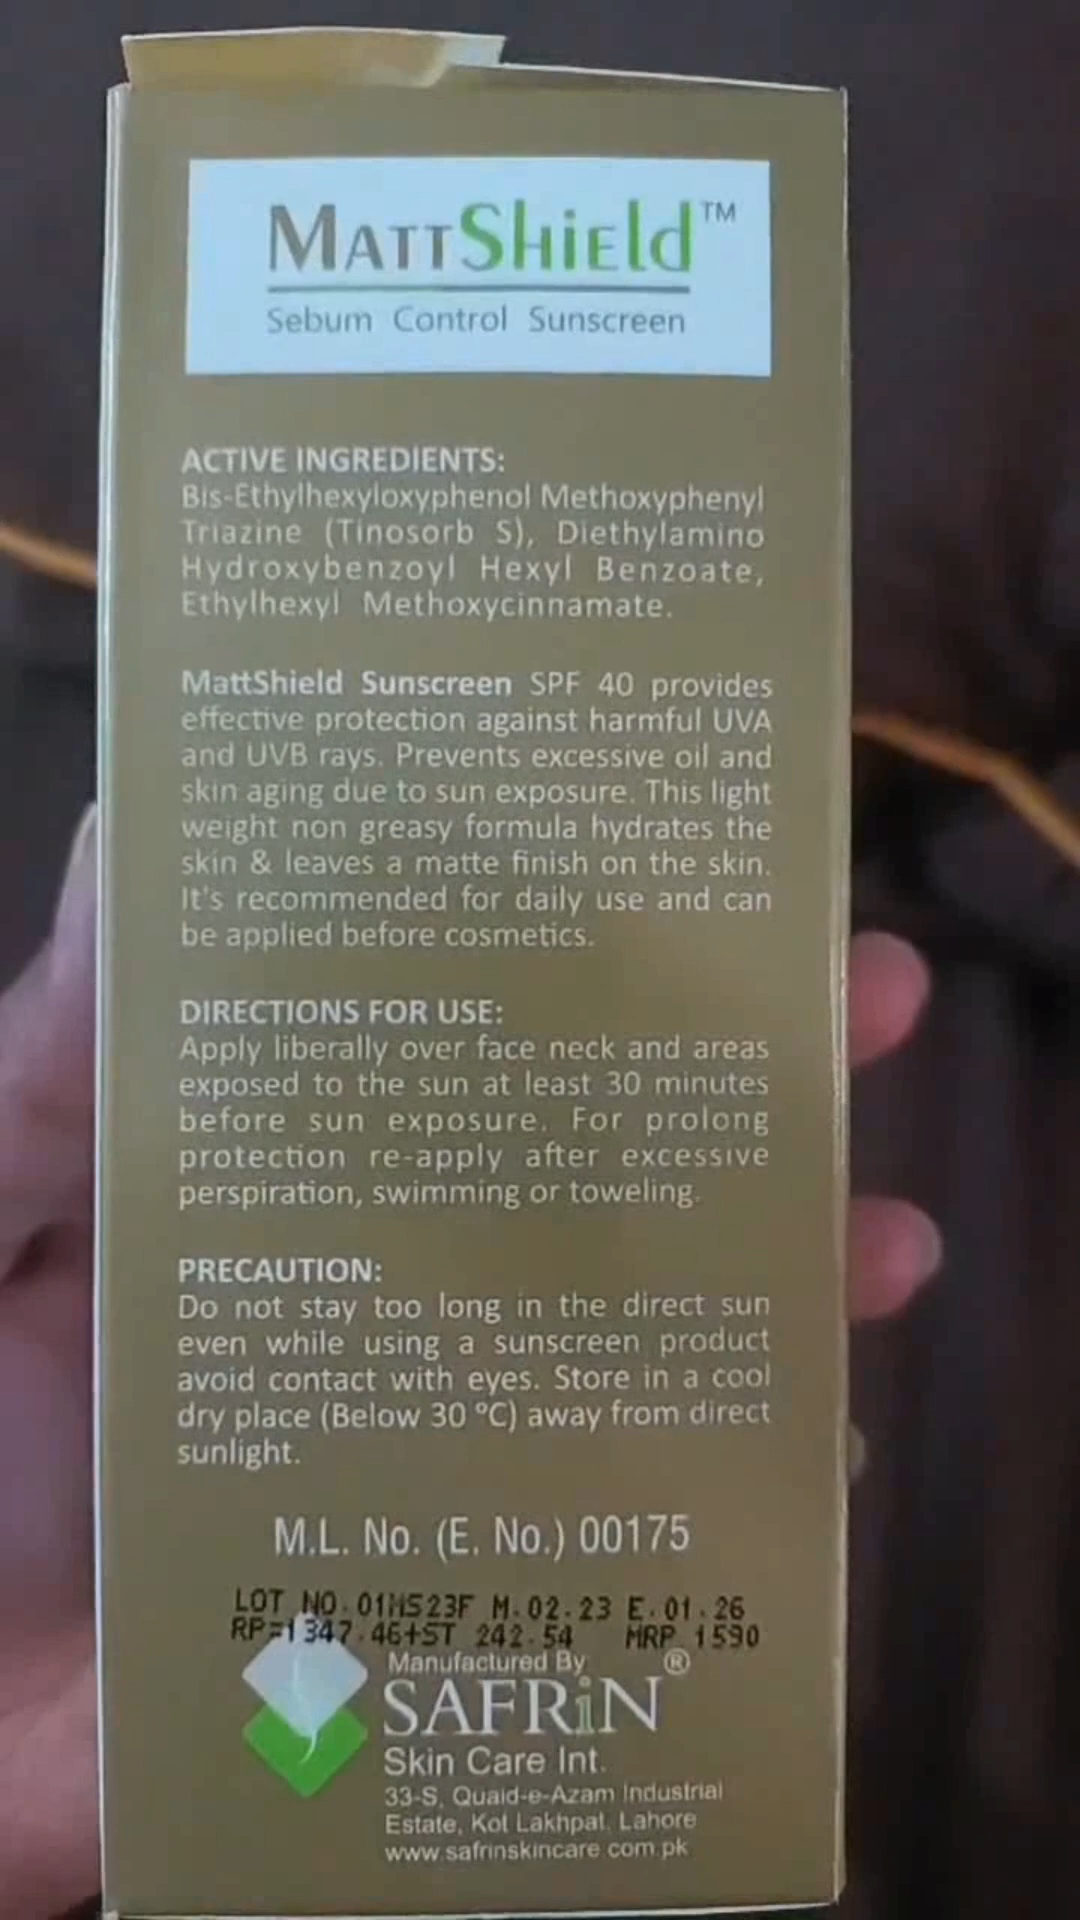 MATTShiEld™
Sebum Control Sunscreen
ACTIVE INGREDIENTS:
Bis-Ethylhexyloxyphenol Methoxyphenyl
Triazine (Tinosorb S), Diethylamino
Hydroxybenzoyl Hexyl Benzoate,
Ethylhexyl Methoxycinnamate.
MattShield Sunscreen SPF 40 provides
effective protection against harmful UVA
and UVB rays. Prevents excessive oil and
skin aging due to sun exposure. This light
weight non greasy formula hydrates the
skin & leaves a matte finish on the skin.
It's recommended for daily use and can
be applied before cosmetics.
DIRECTIONS FOR USE:
Apply liberally over face neck and areas
exposed to the sun at least 30 minutes
before sun exposure. For prolong
protection re-apply after excessive
perspiration, swimming or toweling.
PRECAUTION:
Do not stay too long in the direct sun
even while using a sunscreen product
avoid contact with eyes. Store in a cool
dry place (Below 30 °C) away from direct
sunlight.
M.L. No. (E. No.) 00175
LOT NO.01MS23F M.02.23 E.01.26
RP=1347.46+ST 242.54 MRP 1590
Manufactured By
SAFRiN®
Skin Care Int.
33-S, Quaid-e-Azam Industrial
Estate, Kot Lakhpat, Lahore
www.safrinskincare.com.pk